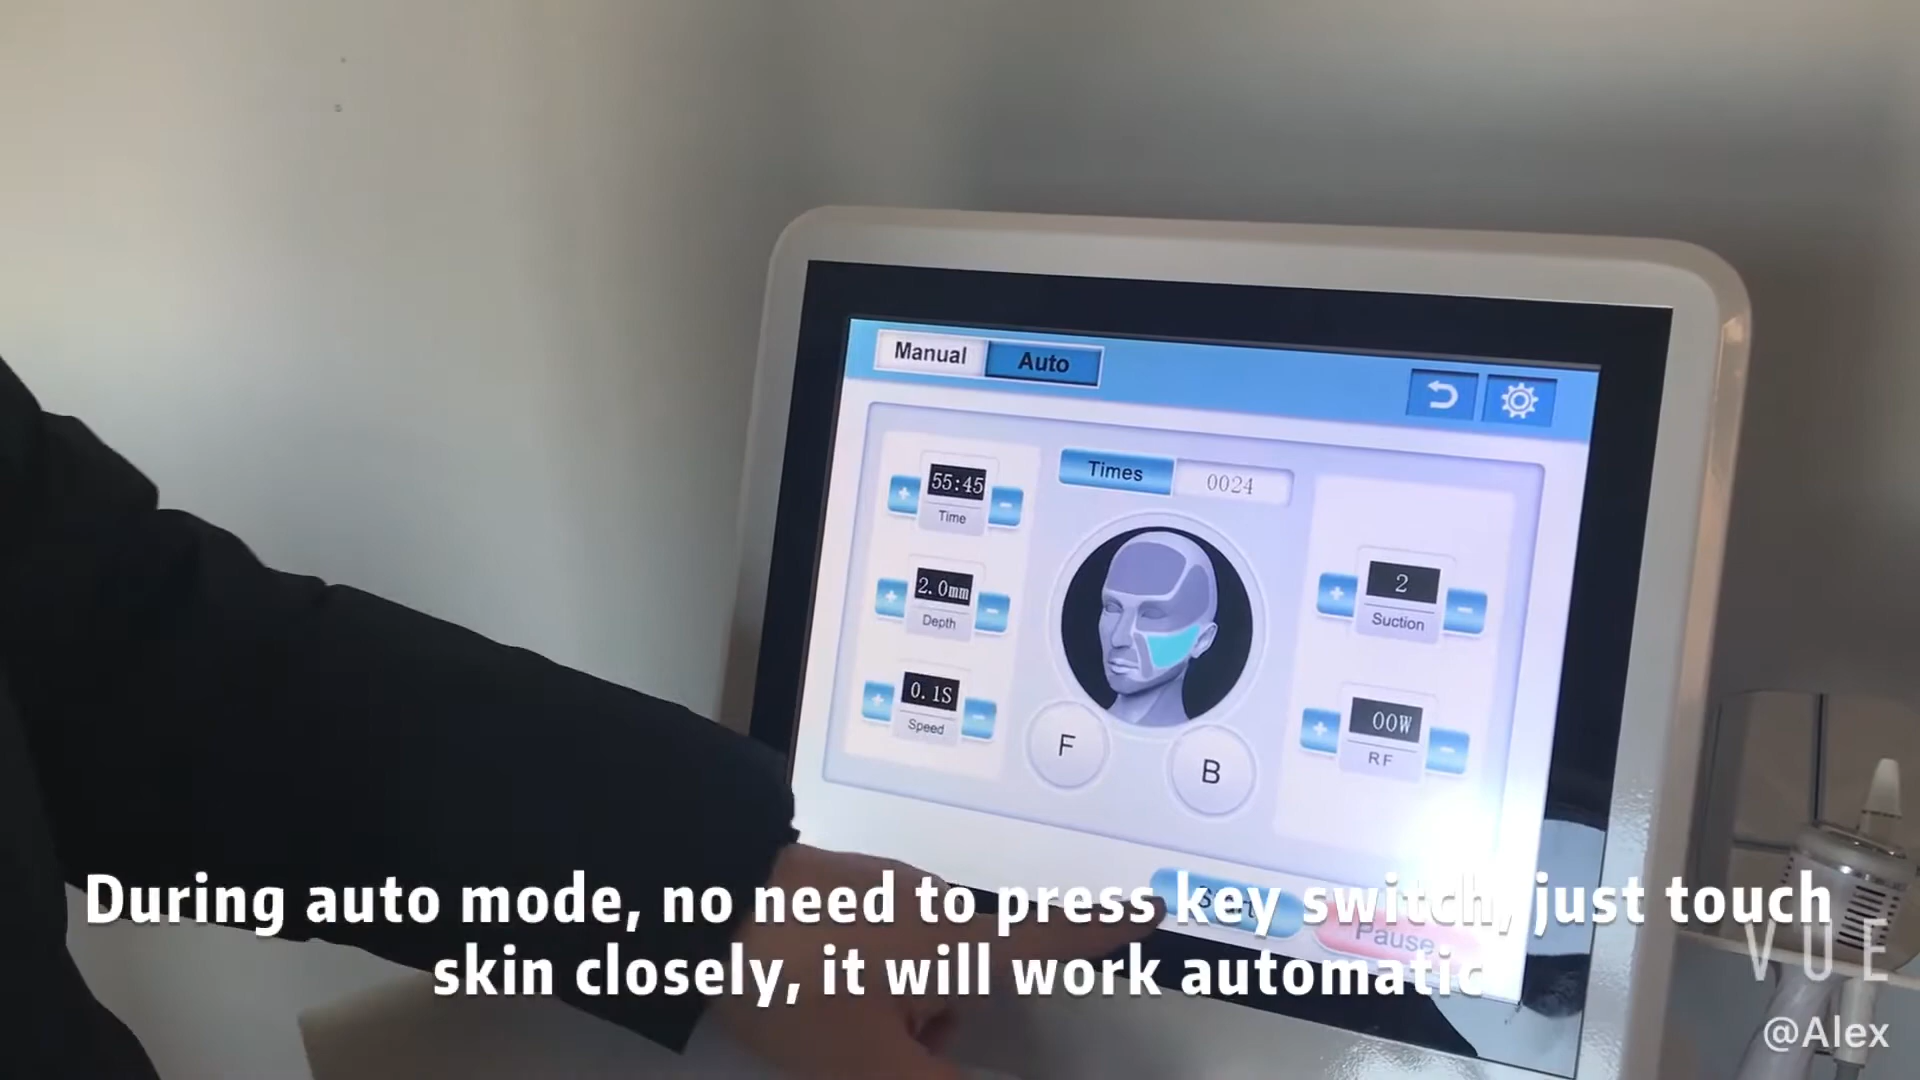 Manual Auto
Times 0024
55:45
Time
2.0mm
Depth
2
Suction
0.1S
Speed
00W
RF
F
B
Start
Pause
During auto mode, no need to press key switch, just touch
skin closely, it will work automatic
VUE
@Alex